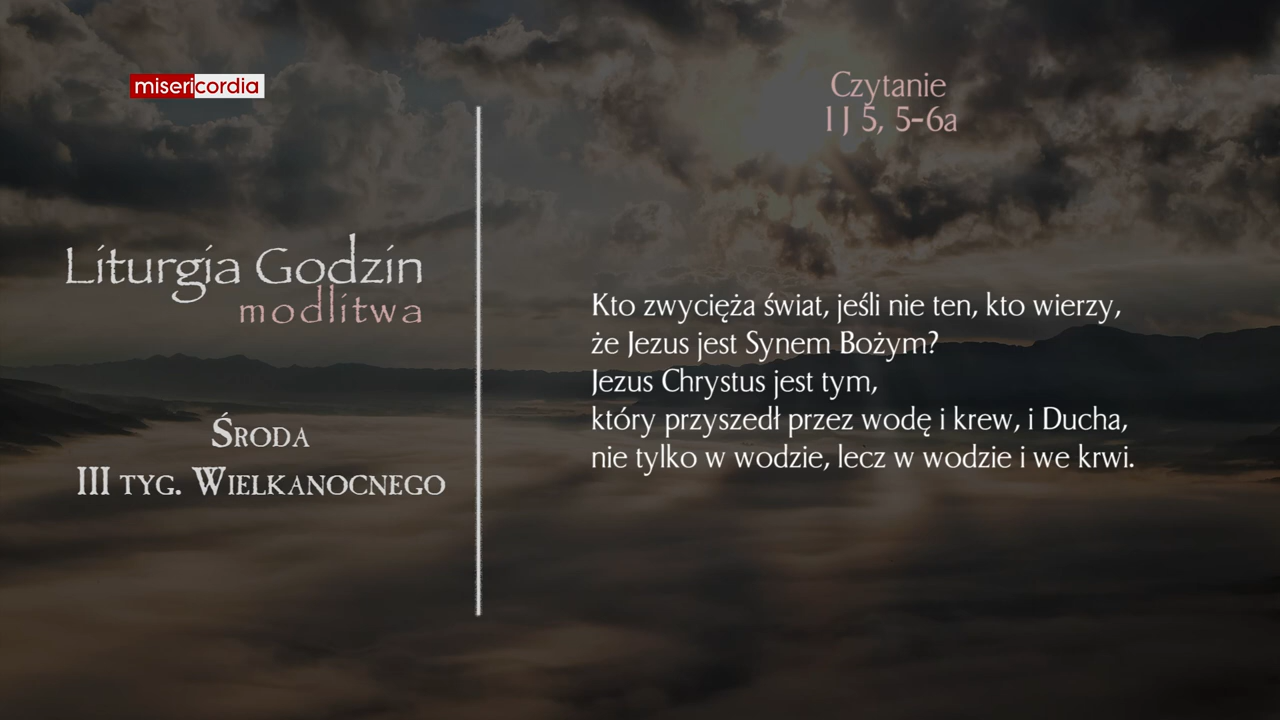 misericordia
Liturgia Godzin
modlitwa
Środa
III tyg. Wielkanocnego
Czytanie
1 J 5, 5-6a
Kto zwycięża świat, jeśli nie ten, kto wierzy,
że Jezus jest Synem Bożym?
Jezus Chrystus jest tym,
który przyszedł przez wodę i krew, i Ducha,
nie tylko w wodzie, lecz w wodzie i we krwi.